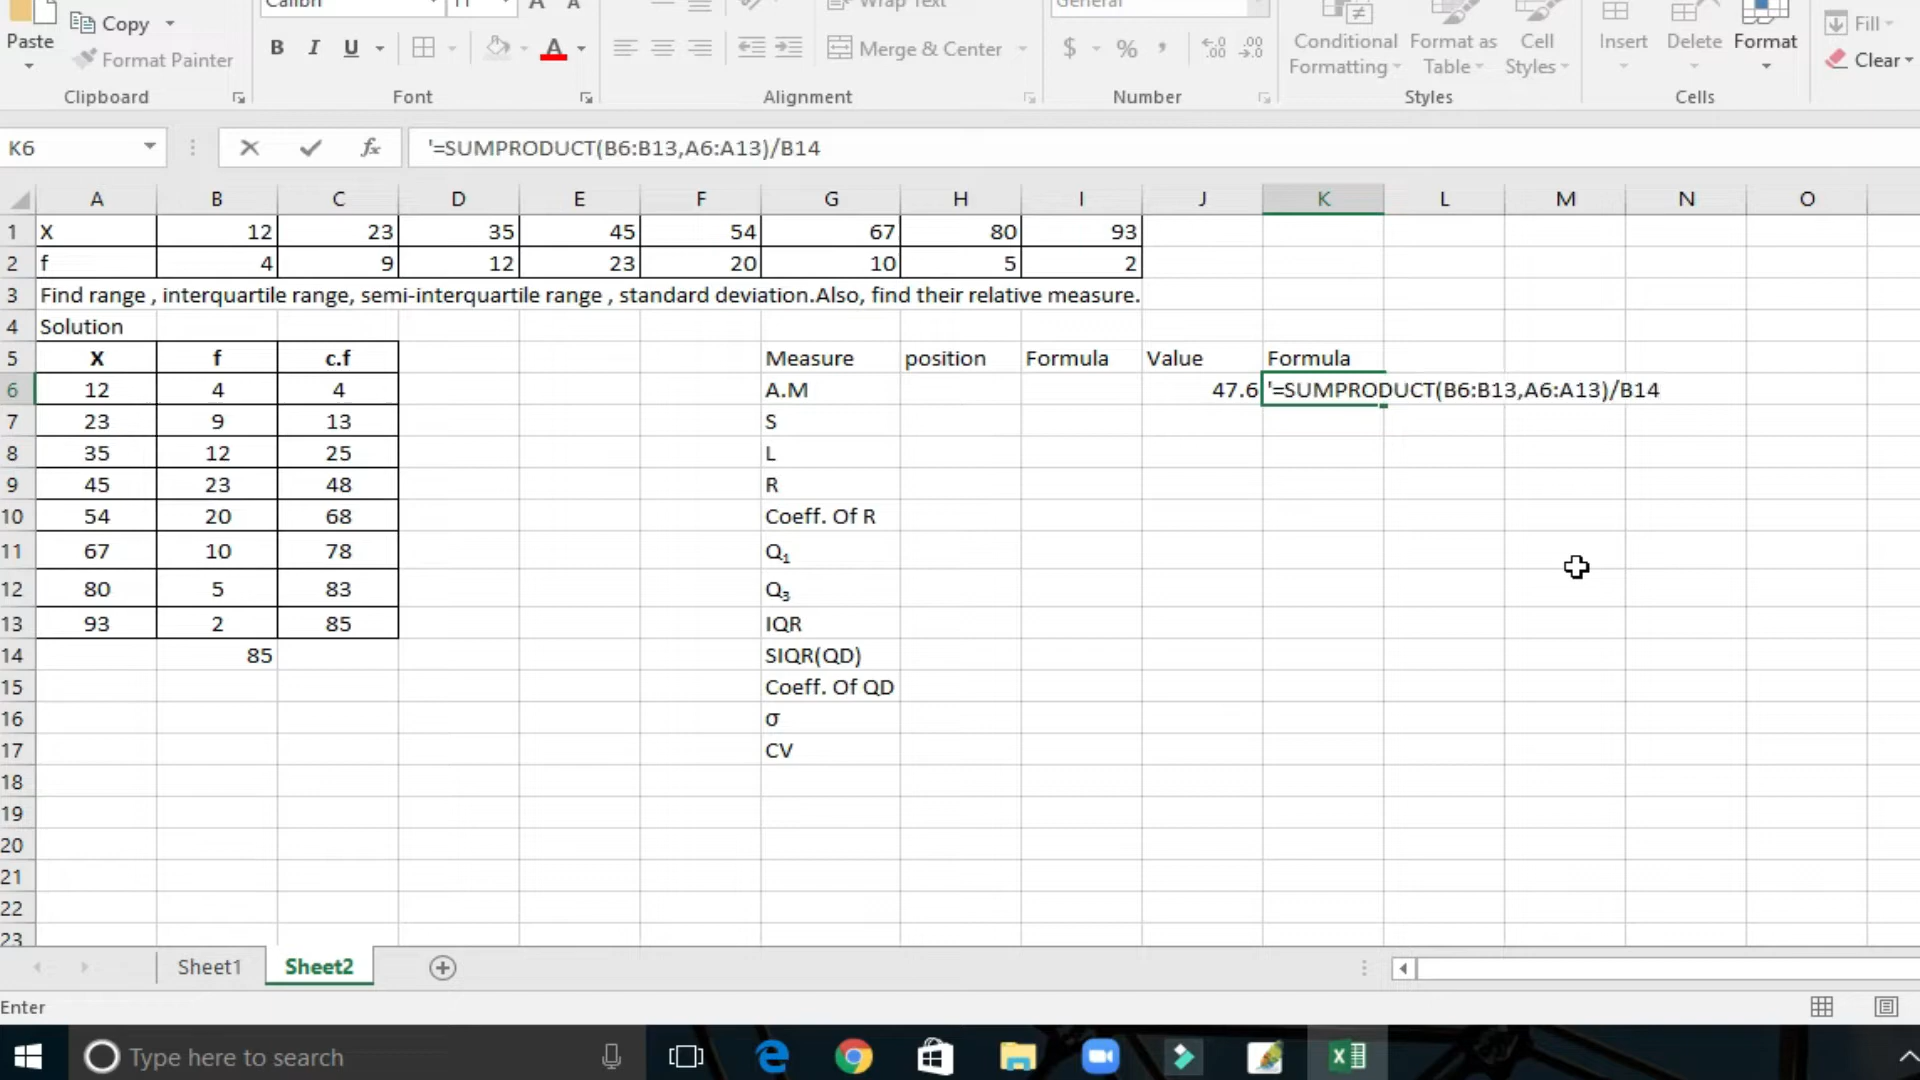 Calibri 11 A A Wrap Text General
Paste Copy Format Painter B I U A Merge & Center $ % , Conditional Formatting Format as Table Cell Styles Insert Delete Format Fill Clear
Clipboard Font Alignment Number Styles Cells
K6 fx '=SUMPRODUCT(B6:B13,A6:A13)/B14
A B C D E F G H I J K L M N O
1 X 12 23 35 45 54 67 80 93
2 f 4 9 12 23 20 10 5 2
3 Find range , interquartile range, semi-interquartile range , standard deviation.Also, find their relative measure.
4 Solution
5 X f c.f Measure position Formula Value Formula
6 12 4 4 A.M 47.6 '=SUMPRODUCT(B6:B13,A6:A13)/B14
7 23 9 13 S
8 35 12 25 L
9 45 23 48 R
10 54 20 68 Coeff. Of R
11 67 10 78 Q1
12 80 5 83 Q3
13 93 2 85 IQR
14 85 SIQR(QD)
15 Coeff. Of QD
16 σ
17 CV
18
19
20
21
22
23
Sheet1 Sheet2
Enter
Type here to search